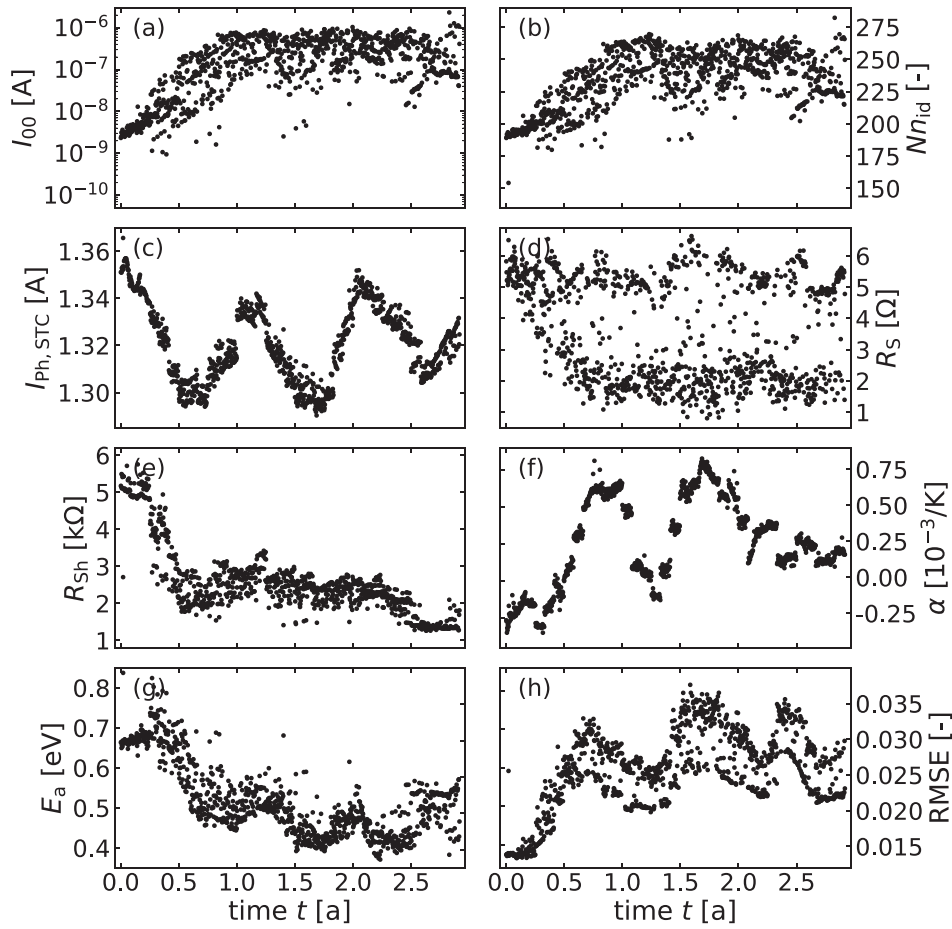 (a)
I₀₀ [A]
10⁻⁶
10⁻⁷
10⁻⁸
10⁻⁹
10⁻¹⁰
(b)
275
250
225
200
175
150
Nnᵢd [-]
(c)
I_Ph, STC [A]
1.36
1.34
1.32
1.30
(d)
6
5
4
3
2
1
R_S [Ω]
(e)
R_Sh [kΩ]
6
5
4
3
2
1
(f)
0.75
0.50
0.25
0.00
-0.25
α [10⁻³/K]
(g)
E_a [eV]
0.8
0.7
0.6
0.5
0.4
0.0 0.5 1.0 1.5 2.0 2.5
time t [a]
(h)
0.035
0.030
0.025
0.020
0.015
RMSE [-]
0.0 0.5 1.0 1.5 2.0 2.5
time t [a]